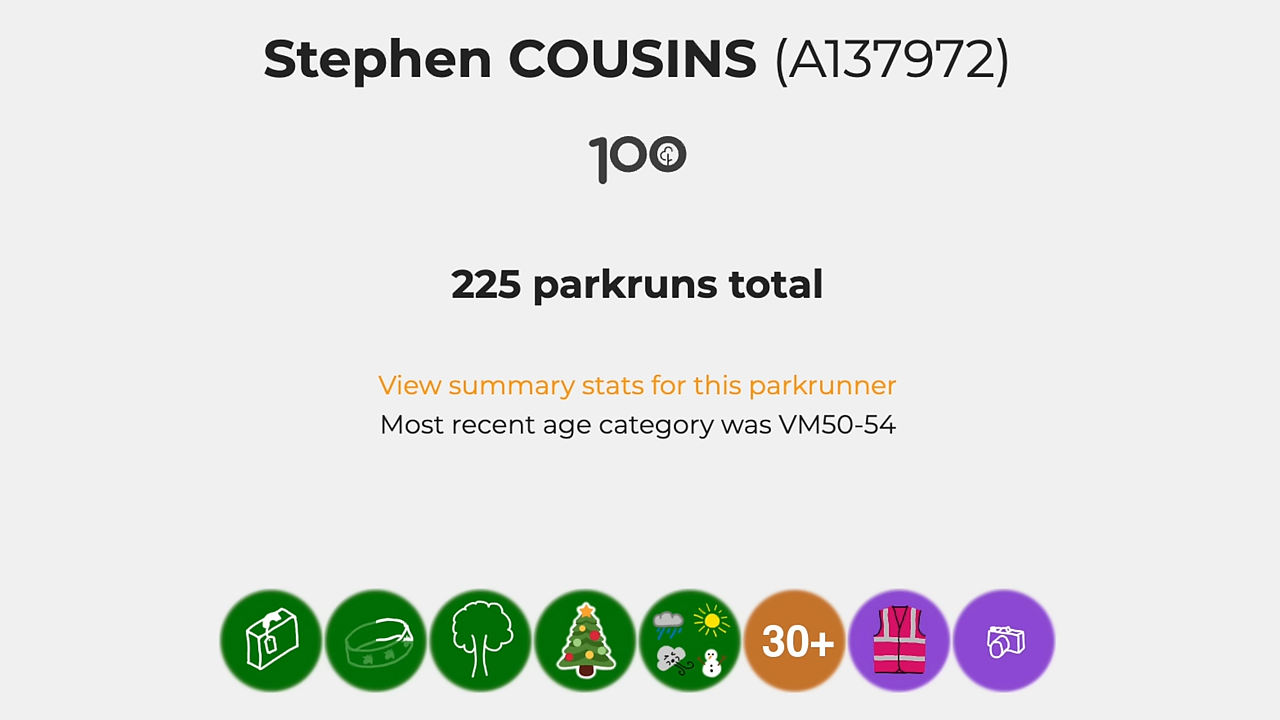 Stephen COUSINS (A137972)
100
225 parkruns total
View summary stats for this parkrunner
Most recent age category was VM50-54
30+